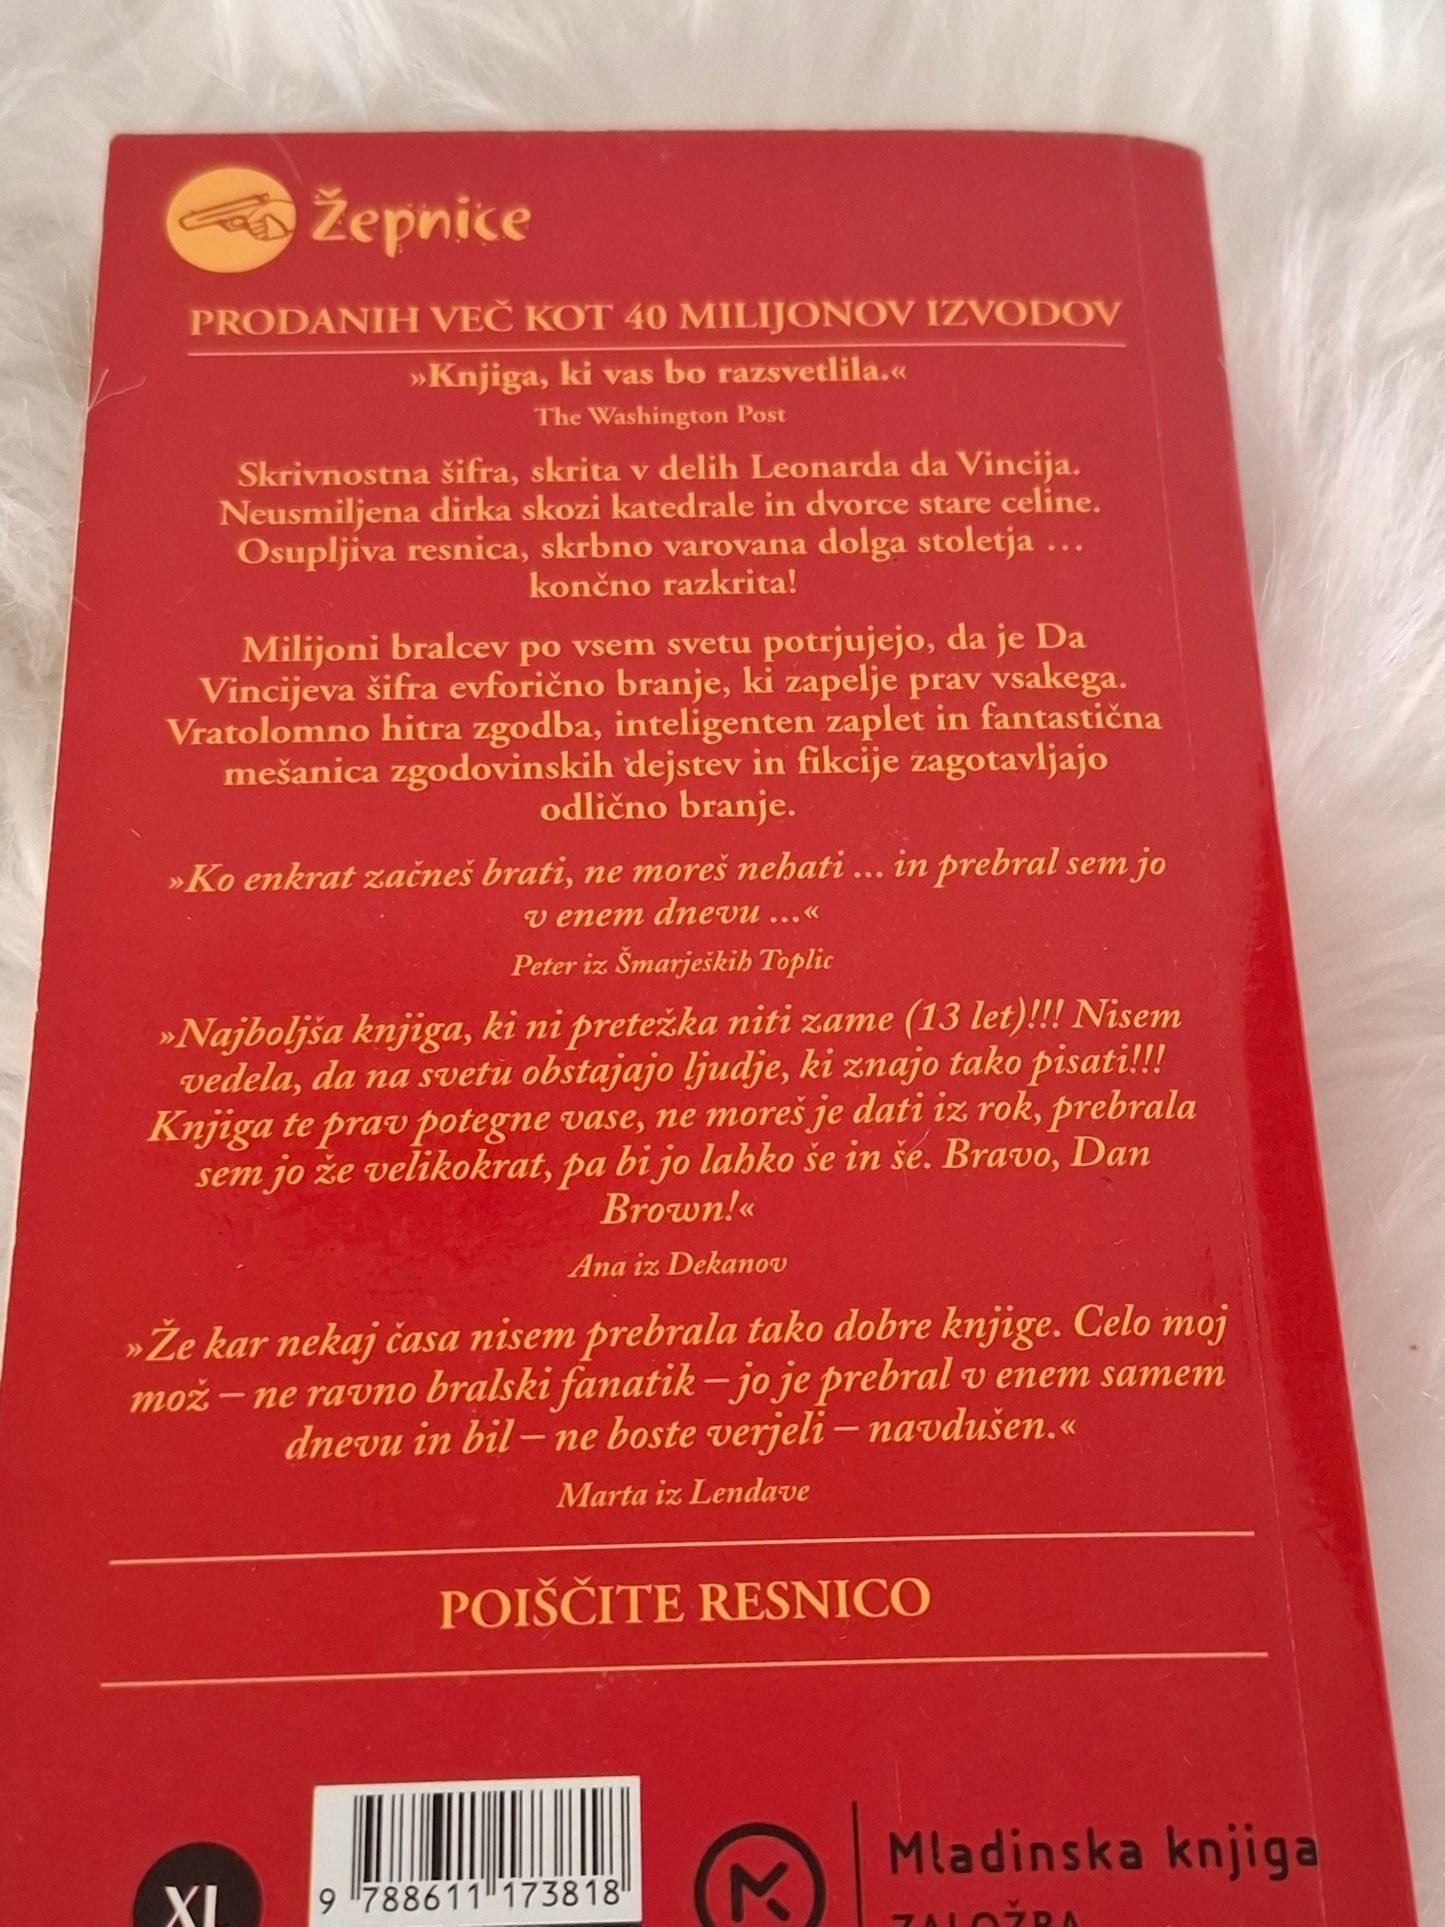 Žepnice
PRODANIH VEČ KOT 40 MILIJONOV IZVODOV
»Knjiga, ki vas bo razsvetlila.«
The Washington Post
Skrivnostna šifra, skrita v delih Leonarda da Vincija.
Neusmiljena dirka skozi katedrale in dvorce stare celine.
Osupljiva resnica, skrbno varovana dolga stoletja ...
končno razkrita!
Milijoni bralcev po vsem svetu potrjujejo, da je Da
Vincijeva šifra evforično branje, ki zapelje prav vsakega.
Vratolomno hitra zgodba, inteligenten zaplet in fantastična
mešanica zgodovinskih dejstev in fikcije zagotavljajo
odlično branje.
»Ko enkrat začneš brati, ne moreš nehati ... in prebral sem jo
v enem dnevu ...«
Peter iz Šmarjeških Toplic
»Najboljša knjiga, ki ni pretežka niti zame (13 let)!!! Nisem
vedela, da na svetu obstajajo ljudje, ki znajo tako pisati!!!
Knjiga te prav potegne vase, ne moreš je dati iz rok, prebrala
sem jo že velikokrat, pa bi jo lahko še in še. Bravo, Dan
Brown!«
Ana iz Dekanov
»Že kar nekaj časa nisem prebrala tako dobre knjige. Celo moj
mož – ne ravno bralski fanatik – jo je prebral v enem samem
dnevu in bil – ne boste verjeli – navdušen.«
Marta iz Lendave
POIŠČITE RESNICO
XL
9 788611 173818
Mladinska knjiga
ZALOŽBA